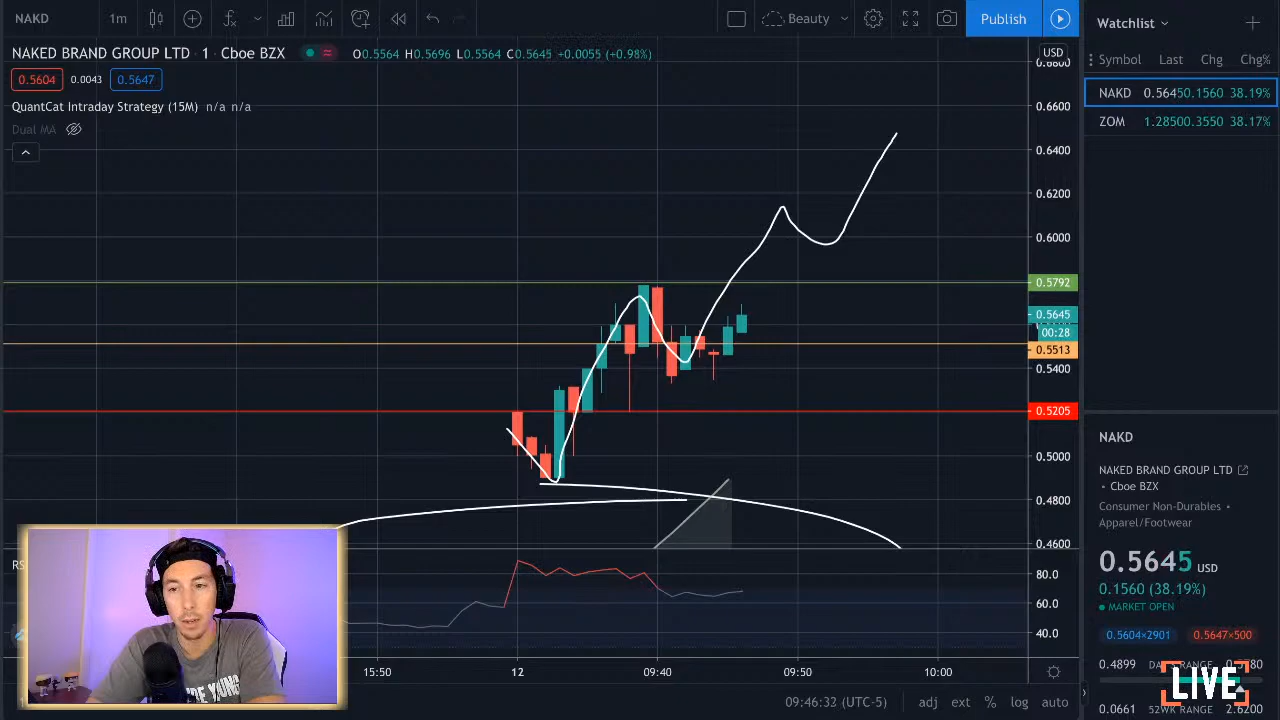 NAKD 1m Beauty Publish
NAKED BRAND GROUP LTD · 1 · Cboe BZX O0.5564 H0.5696 L0.5564 C0.5645 +0.0055 (+0.98%)
0.5604 0.0043 0.5647
QuantCat Intraday Strategy (15M) n/a n/a
Dual MA
USD
0.6800
0.6600
0.6400
0.6200
0.6000
0.5792
0.5645
00:28
0.5513
0.5400
0.5205
0.5000
0.4800
0.4600
80.0
60.0
40.0
15:50 12 09:40 09:50 10:00
09:46:32 (UTC-5) adj ext % log auto
Watchlist
Symbol Last Chg Chg%
NAKD 0.5645 0.1560 38.19%
ZOM 1.2850 0.3550 38.17%
NAKD
NAKED BRAND GROUP LTD
• Cboe BZX
Consumer Non-Durables •
Apparel/Footwear
0.5645 USD
0.1560 (38.19%)
MARKET OPEN
0.5604×2901 0.5647×500
0.4899
LIVE
0.0661 52WK RANGE 2.6200